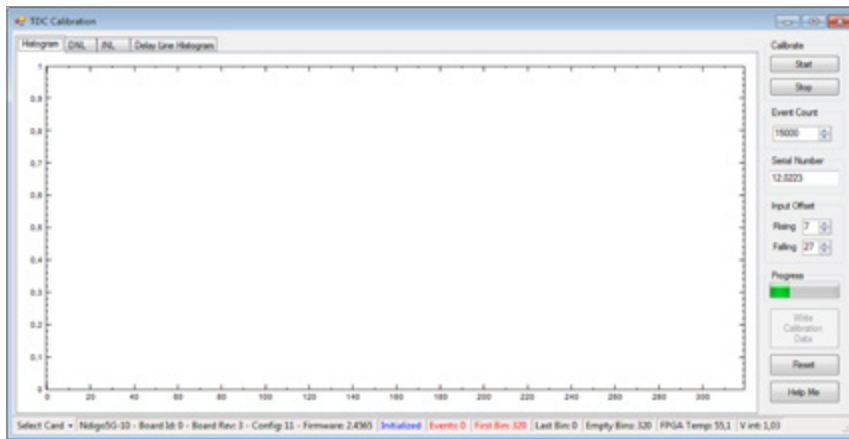 TDC Calibration
Histogram DNL INL Delay Line Histogram
Calibrate
Start
Stop
Event Count
15000
Serial Number
12.0223
Input Offset
Rising 7
Falling 27
Progress
Write
Calibration
Data
Reset
Help Me
1
0,9
0,8
0,7
0,6
0,5
0,4
0,3
0,2
0,1
0
0 20 40 60 80 100 120 140 160 180 200 220 240 260 280 300
Select Card NdigoSG-10 - Board Id: 0 - Board Rev: 3 - Config: 11 - Firmware: 2.4565 Initialized Events: 0 First Bin: 320 Last Bin: 0 Empty Bins: 320 FPGA Temp: 55,1 V int: 1,03